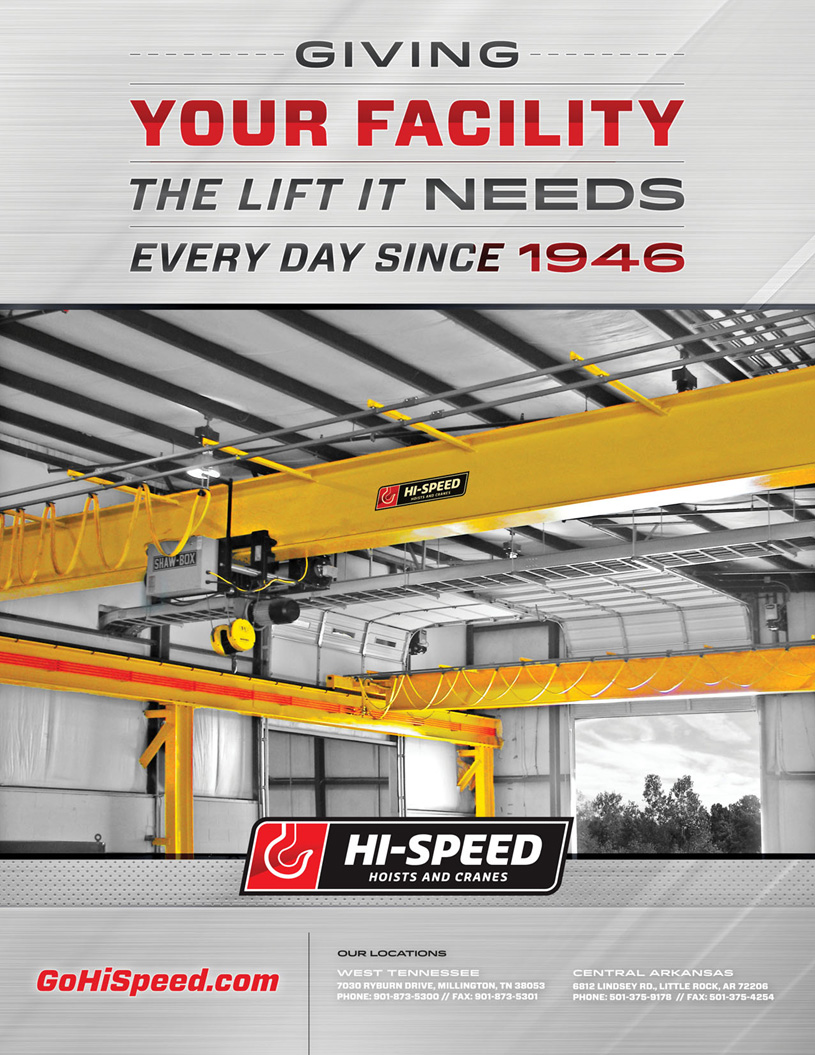 GIVING
YOUR FACILITY
THE LIFT IT NEEDS
EVERY DAY SINCE 1946
HI-SPEED
HOISTS AND CRANES
SHAW-BOX
HI-SPEED
HOISTS AND CRANES
GoHiSpeed.com
OUR LOCATIONS
WEST TENNESSEE
7030 RYBURN DRIVE, MILLINGTON, TN 38053
PHONE: 901-873-5300 // FAX: 901-873-5301
CENTRAL ARKANSAS
6812 LINDSEY RD., LITTLE ROCK, AR 72206
PHONE: 501-375-9178 // FAX: 501-375-4254